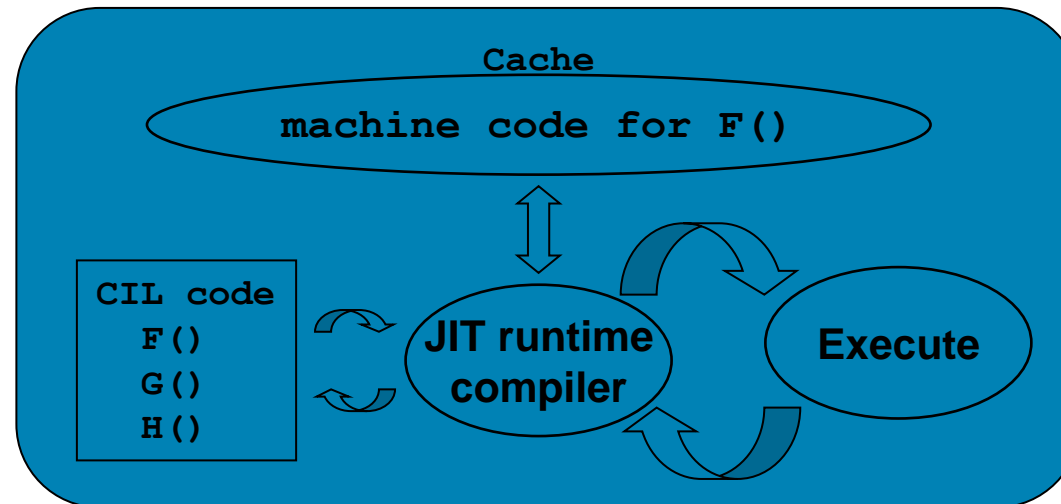 Cache
machine code for F()
CIL code
F()
G()
H()
JIT runtime
compiler
Execute